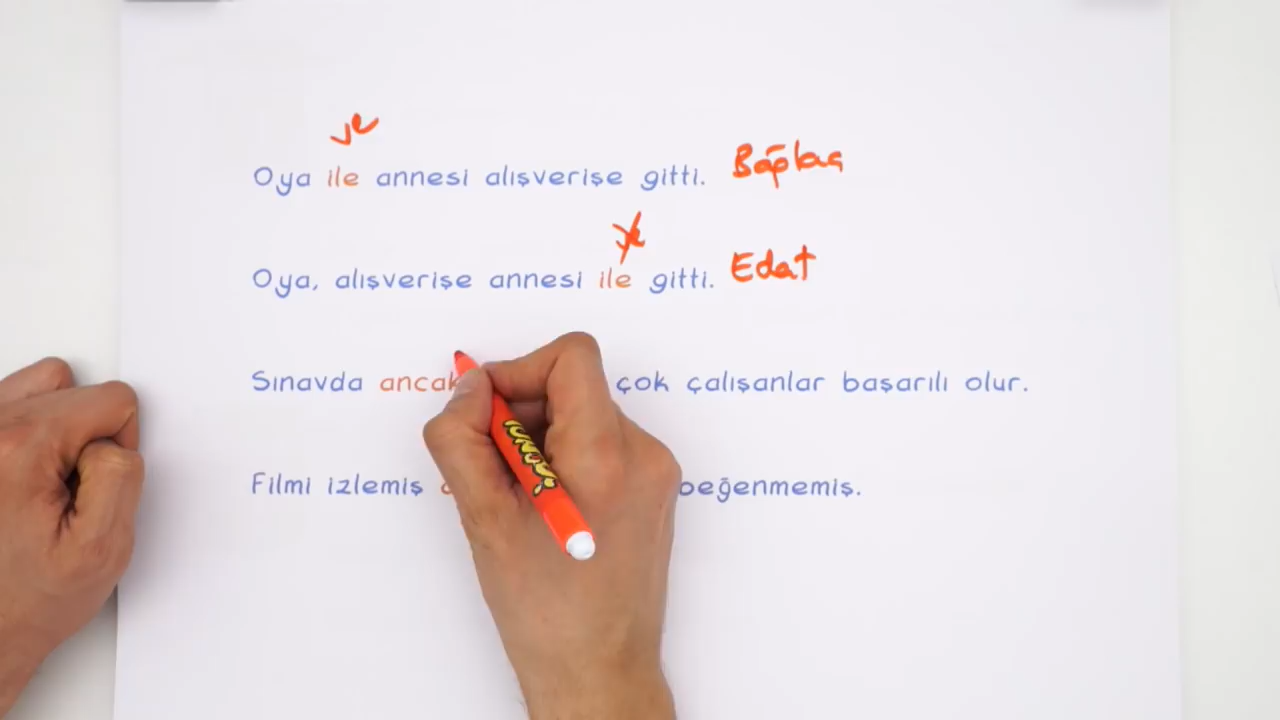 ve
Oya ile annesi alışverişe gitti. Bağlaç
ve
Oya, alışverişe annesi ile gitti. Edat
Sınavda ancak çok çalışanlar başarılı olur.
Filmi izlemiş beğenmemiş.